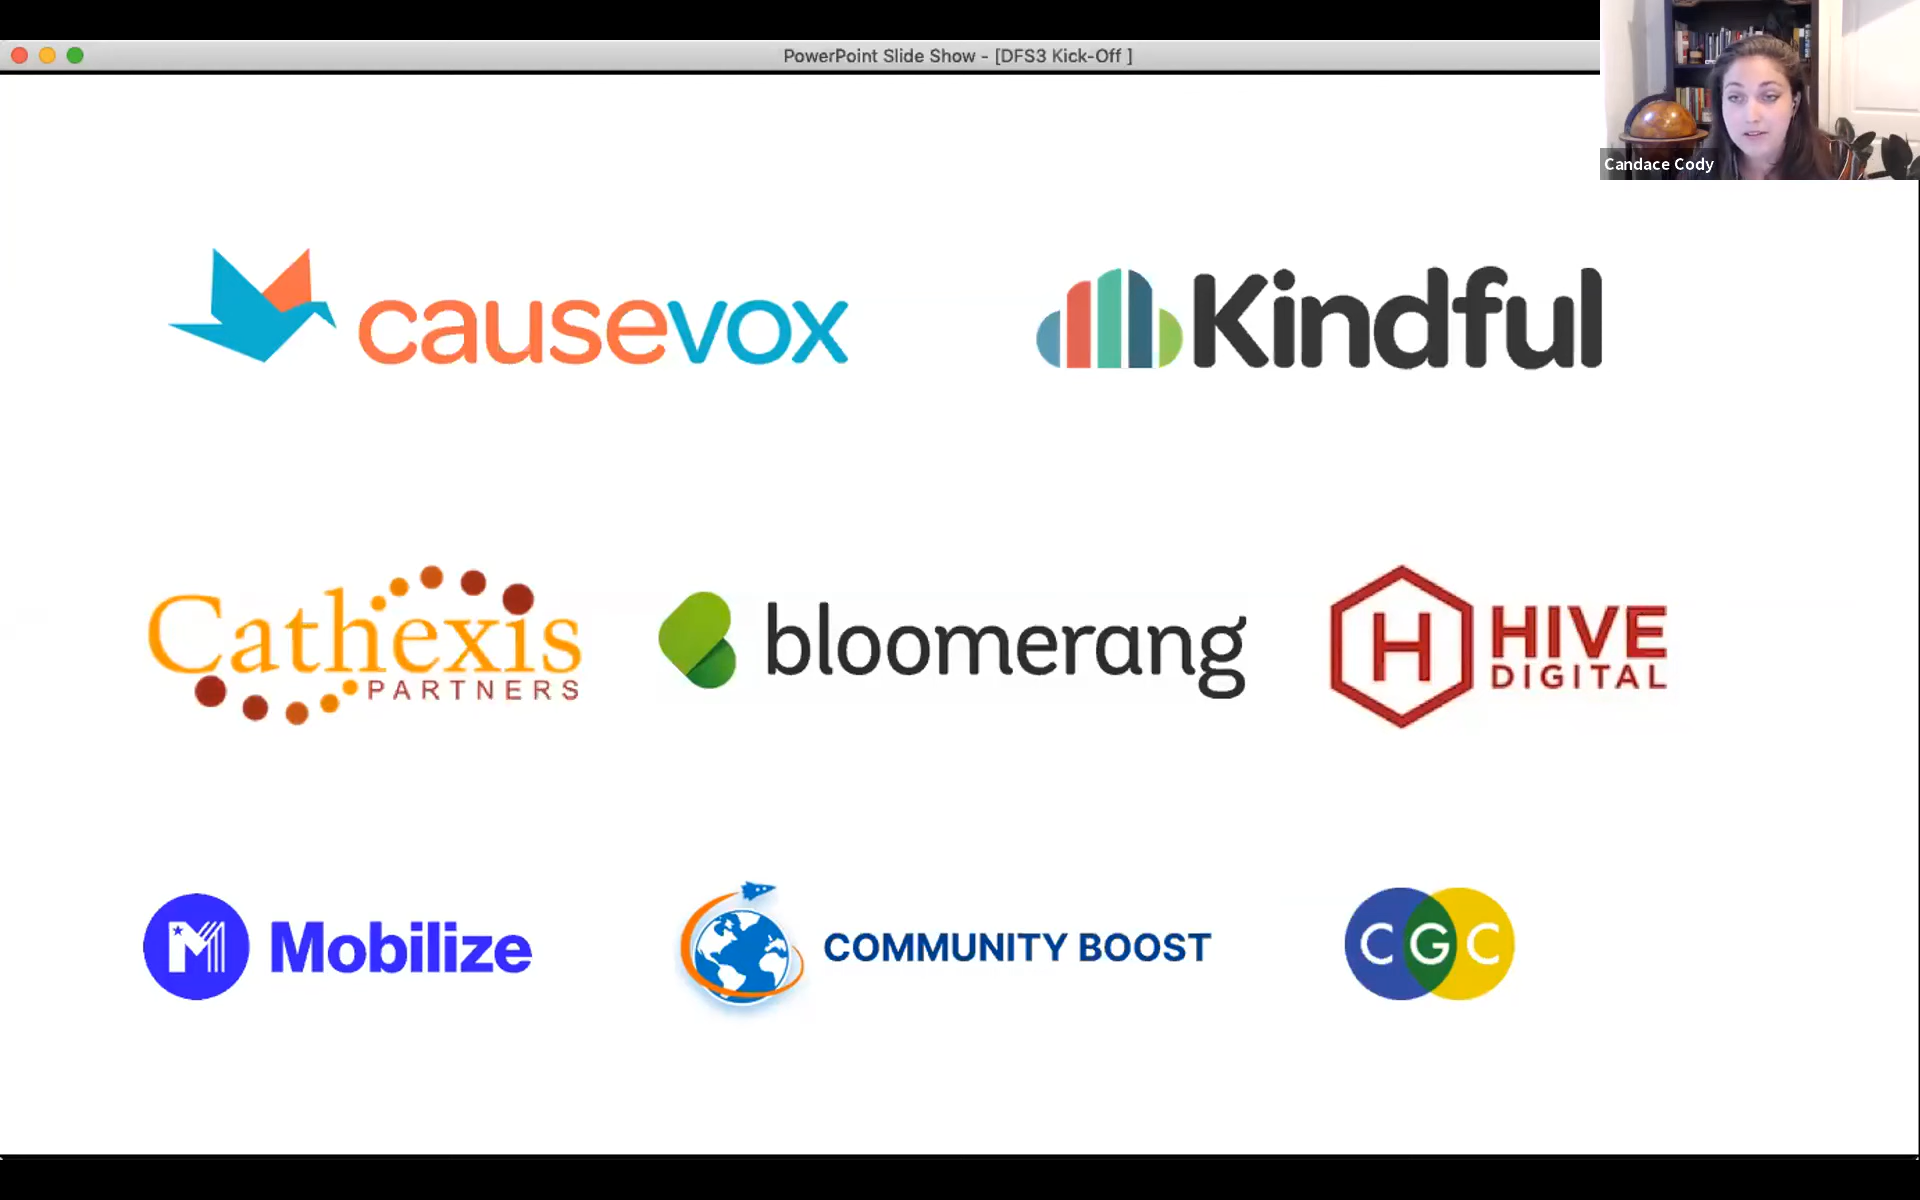 PowerPoint Slide Show - [DFS3 Kick-Off ]
Candace Cody
causevox
Kindful
Cathexis
PARTNERS
bloomerang
H
HIVE
DIGITAL
M
Mobilize
COMMUNITY BOOST
CGC